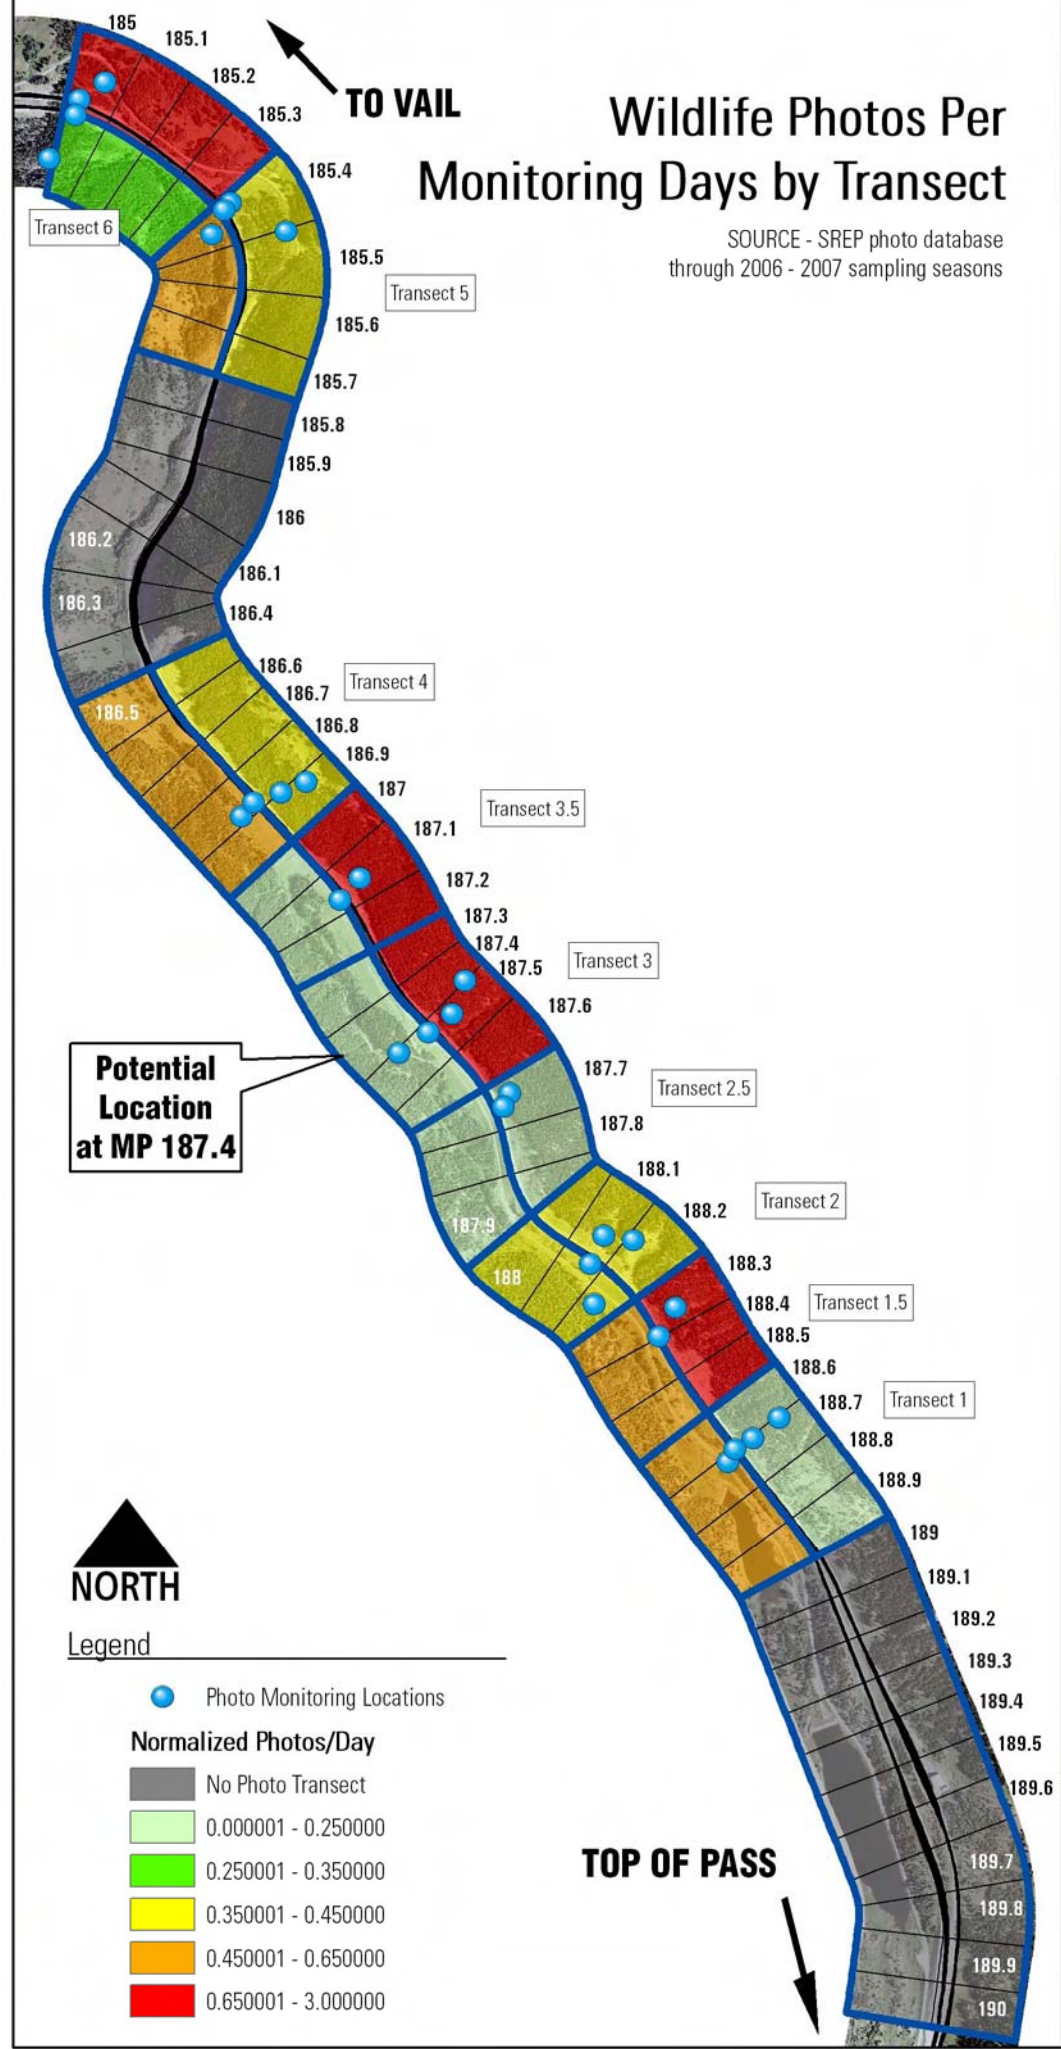 Wildlife Photos Per
Monitoring Days by Transect
SOURCE - SREP photo database
through 2006 - 2007 sampling seasons
TO VAIL
185
185.1
185.2
185.3
185.4
Transect 6
185.5
Transect 5
185.6
185.7
185.8
185.9
186
186.2
186.1
186.3
186.4
186.6
Transect 4
186.7
186.5
186.8
186.9
187
Transect 3.5
187.1
187.2
187.3
187.4
Transect 3
187.5
187.6
Potential
Location
at MP 187.4
187.7
Transect 2.5
187.8
188.1
Transect 2
188.2
187.9
188.3
188
188.4
Transect 1.5
188.5
188.6
188.7
Transect 1
188.8
188.9
189
189.1
189.2
189.3
189.4
189.5
189.6
189.7
189.8
189.9
190
TOP OF PASS
NORTH
Legend
Photo Monitoring Locations
Normalized Photos/Day
No Photo Transect
0.000001 - 0.250000
0.250001 - 0.350000
0.350001 - 0.450000
0.450001 - 0.650000
0.650001 - 3.000000